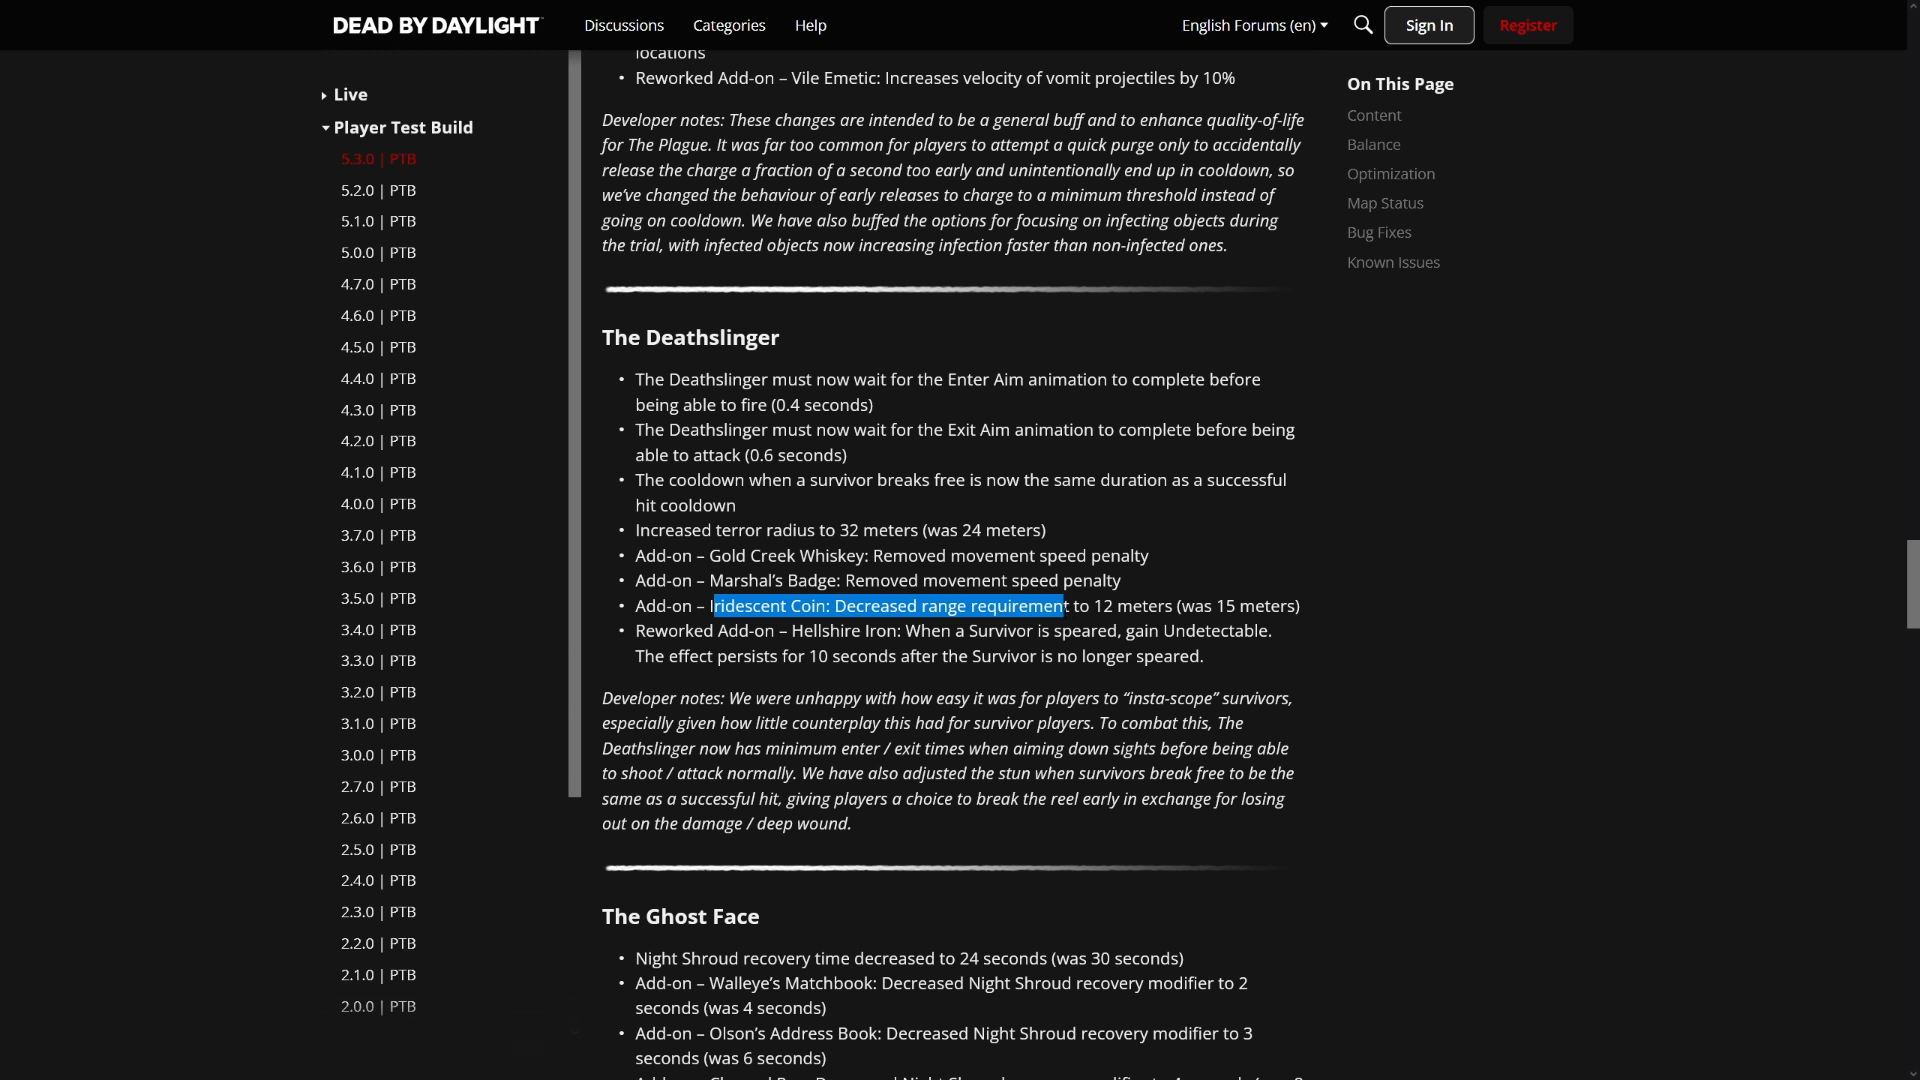 DEAD BY DAYLIGHT
Discussions
Categories
Help
English Forums (en)
Sign In
Register
Live
Player Test Build
5.3.0 | PTB
5.2.0 | PTB
5.1.0 | PTB
5.0.0 | PTB
4.7.0 | PTB
4.6.0 | PTB
4.5.0 | PTB
4.4.0 | PTB
4.3.0 | PTB
4.2.0 | PTB
4.1.0 | PTB
4.0.0 | PTB
3.7.0 | PTB
3.6.0 | PTB
3.5.0 | PTB
3.4.0 | PTB
3.3.0 | PTB
3.2.0 | PTB
3.1.0 | PTB
3.0.0 | PTB
2.7.0 | PTB
2.6.0 | PTB
2.5.0 | PTB
2.4.0 | PTB
2.3.0 | PTB
2.2.0 | PTB
2.1.0 | PTB
2.0.0 | PTB
locations
• Reworked Add-on – Vile Emetic: Increases velocity of vomit projectiles by 10%
Developer notes: These changes are intended to be a general buff and to enhance quality-of-life
for The Plague. It was far too common for players to attempt a quick purge only to accidentally
release the charge a fraction of a second too early and unintentionally end up in cooldown, so
we've changed the behaviour of early releases to charge to a minimum threshold instead of
going on cooldown. We have also buffed the options for focusing on infecting objects during
the trial, with infected objects now increasing infection faster than non-infected ones.
The Deathslinger
• The Deathslinger must now wait for the Enter Aim animation to complete before
being able to fire (0.4 seconds)
• The Deathslinger must now wait for the Exit Aim animation to complete before being
able to attack (0.6 seconds)
• The cooldown when a survivor breaks free is now the same duration as a successful
hit cooldown
• Increased terror radius to 32 meters (was 24 meters)
• Add-on – Gold Creek Whiskey: Removed movement speed penalty
• Add-on – Marshal's Badge: Removed movement speed penalty
• Add-on – Iridescent Coin: Decreased range requirement to 12 meters (was 15 meters)
• Reworked Add-on – Hellshire Iron: When a Survivor is speared, gain Undetectable.
The effect persists for 10 seconds after the Survivor is no longer speared.
Developer notes: We were unhappy with how easy it was for players to “insta-scope” survivors,
especially given how little counterplay this had for survivor players. To combat this, The
Deathslinger now has minimum enter / exit times when aiming down sights before being able
to shoot / attack normally. We have also adjusted the stun when survivors break free to be the
same as a successful hit, giving players a choice to break the reel early in exchange for losing
out on the damage / deep wound.
The Ghost Face
• Night Shroud recovery time decreased to 24 seconds (was 30 seconds)
• Add-on – Walleye's Matchbook: Decreased Night Shroud recovery modifier to 2
seconds (was 4 seconds)
• Add-on – Olson's Address Book: Decreased Night Shroud recovery modifier to 3
seconds (was 6 seconds)
On This Page
Content
Balance
Optimization
Map Status
Bug Fixes
Known Issues